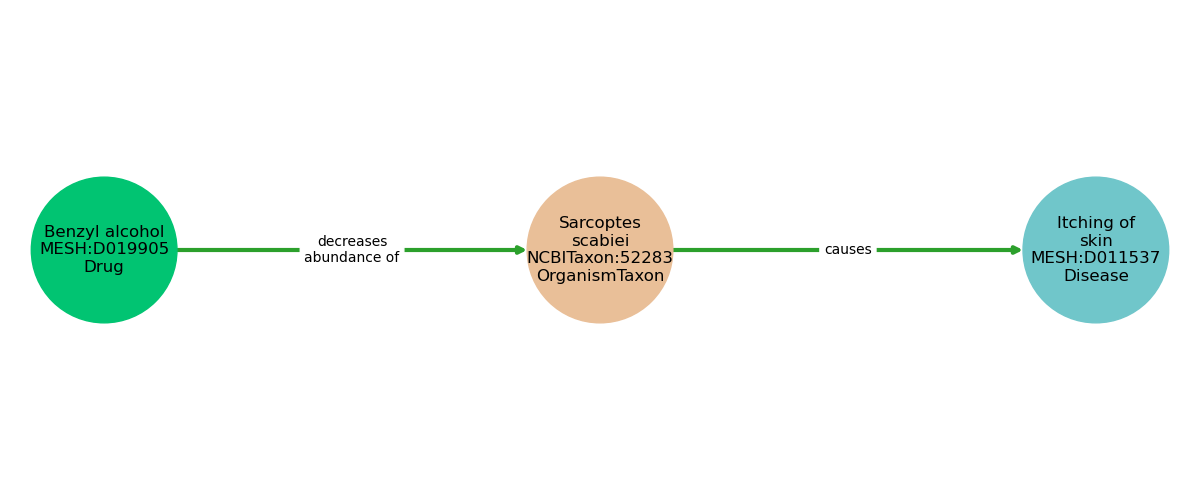 Benzyl alcohol
MESH:D019905
Drug
decreases
abundance of
Sarcoptes
scabiei
NCBITaxon:52283
OrganismTaxon
causes
Itching of
skin
MESH:D011537
Disease